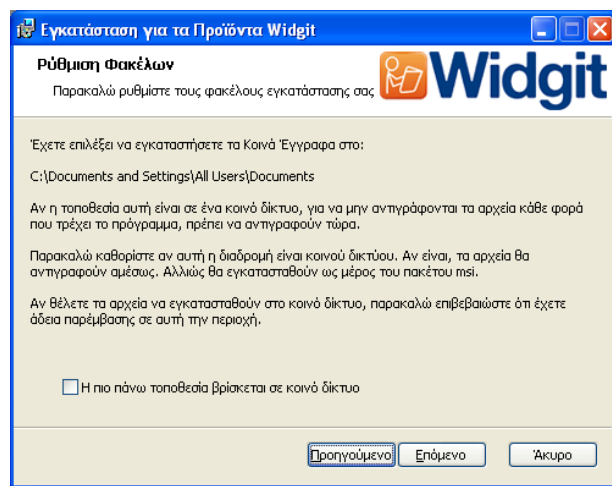 Εγκατάσταση για τα Προϊόντα Widgit
Ρύθμιση Φακέλων
Παρακαλώ ρυθμίστε τους φακέλους εγκατάστασης σας
Widgit
Έχετε επιλέξει να εγκαταστήσετε τα Κοινά Έγγραφα στο:
C:\Documents and Settings\All Users\Documents
Αν η τοποθεσία αυτή είναι σε ένα κοινό δίκτυο, για να μην αντιγράφονται τα αρχεία κάθε φορά
που τρέχει το πρόγραμμα, πρέπει να αντιγραφούν τώρα.
Παρακαλώ καθορίστε αν αυτή η διαδρομή είναι κοινού δικτύου. Αν είναι, τα αρχεία θα
αντιγραφούν αμέσως. Αλλιώς θα εγκατασταθούν ως μέρος του πακέτου msi.
Αν θέλετε τα αρχεία να εγκατασταθούν στο κοινό δίκτυο, παρακαλώ επιβεβαιώστε ότι έχετε
άδεια παρέμβασης σε αυτή την περιοχή.
Η πιο πάνω τοποθεσία βρίσκεται σε κοινό δίκτυο
Προηγούμενο Επόμενο Άκυρο